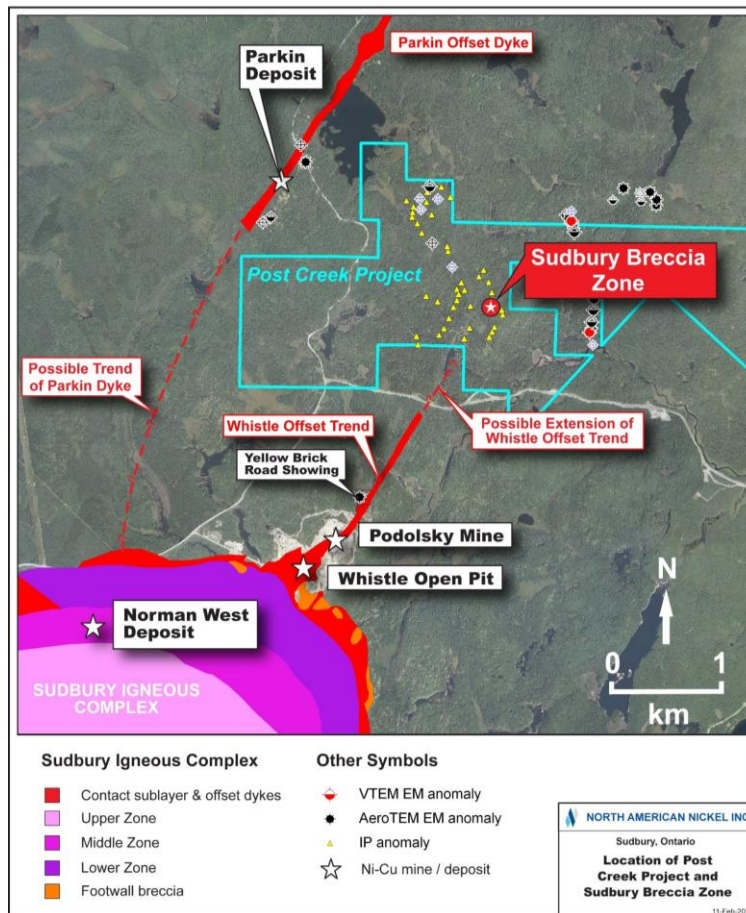 Parkin Offset Dyke
Parkin
Deposit
Post Creek Project
Sudbury Breccia
Zone
Possible Trend
of Parkin Dyke
Whistle Offset Trend
Possible Extension of
Whistle Offset Trend
Yellow Brick
Road Showing
Podolsky Mine
Whistle Open Pit
Norman West
Deposit
N
0 1
km
SUDBURY IGNEOUS
COMPLEX
Sudbury Igneous Complex
Contact sublayer & offset dykes
Upper Zone
Middle Zone
Lower Zone
Footwall breccia
Other Symbols
VTEM EM anomaly
AeroTEM EM anomaly
IP anomaly
Ni-Cu mine / deposit
NORTH AMERICAN NICKEL INC
Sudbury, Ontario
Location of Post
Creek Project and
Sudbury Breccia Zone
11-Feb-20